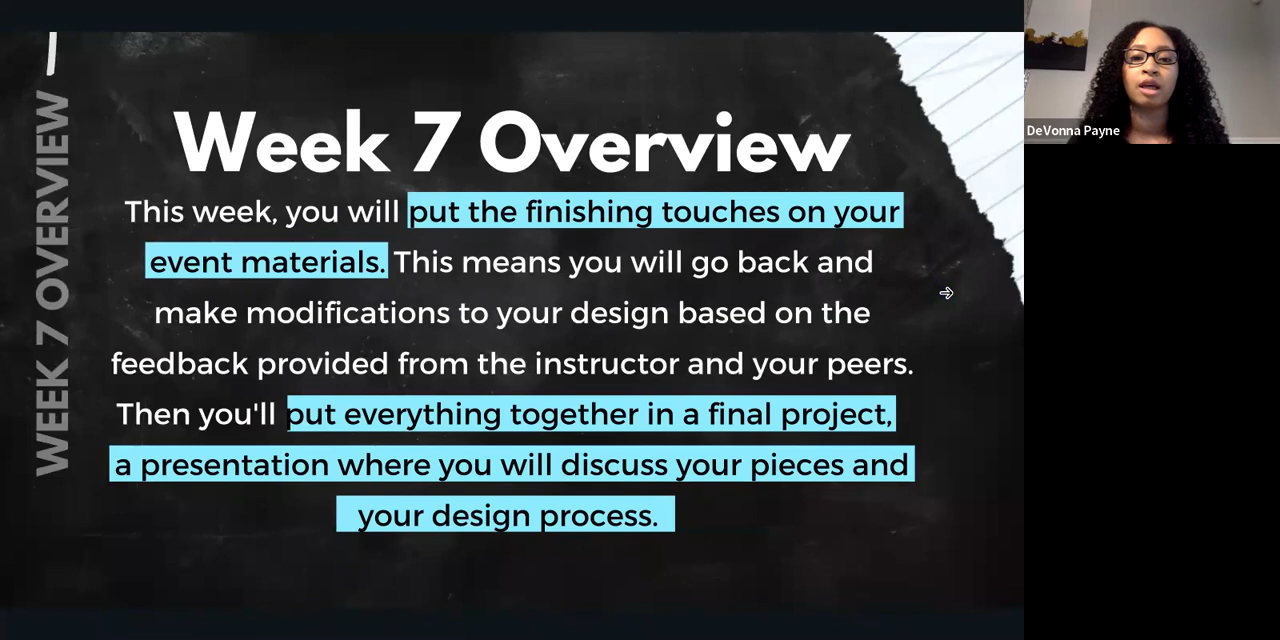 WEEK 7 OVERVIEW
Week 7 Overview
This week, you will put the finishing touches on your
event materials. This means you will go back and
make modifications to your design based on the
feedback provided from the instructor and your peers.
Then you'll put everything together in a final project,
a presentation where you will discuss your pieces and
your design process.
DeVonna Payne